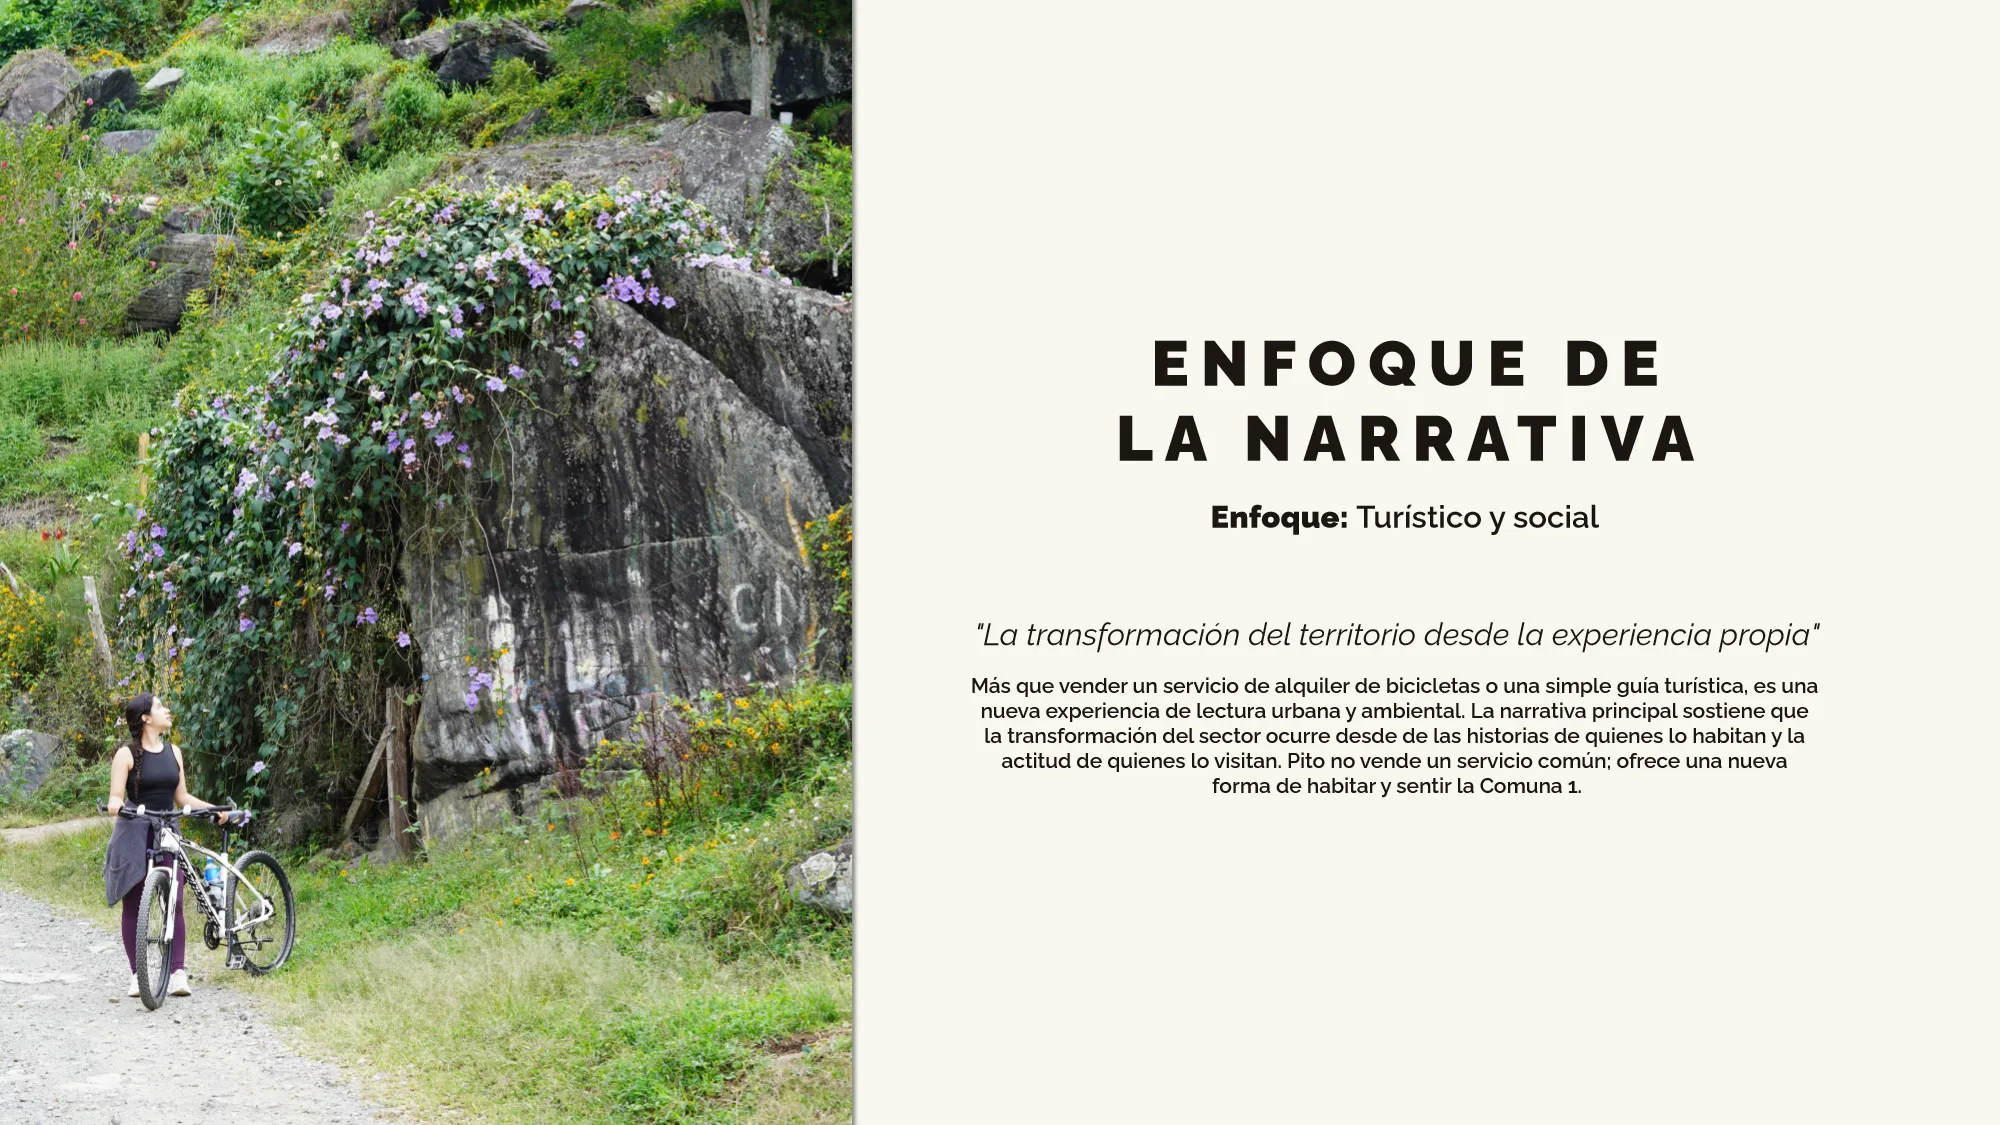 ENFOQUE DE
LA NARRATIVA
Enfoque: Turístico y social
"La transformación del territorio desde la experiencia propia"
Más que vender un servicio de alquiler de bicicletas o una simple guía turística, es una
nueva experiencia de lectura urbana y ambiental. La narrativa principal sostiene que
la transformación del sector ocurre desde de las historias de quienes lo habitan y la
actitud de quienes lo visitan. Pito no vende un servicio común; ofrece una nueva
forma de habitar y sentir la Comuna 1.